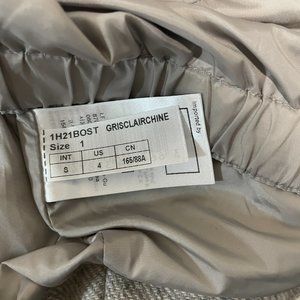 1H21BOST GRISCLAIRCHINE
Size 1
INT US CN
S 4 165/88A
Imported by